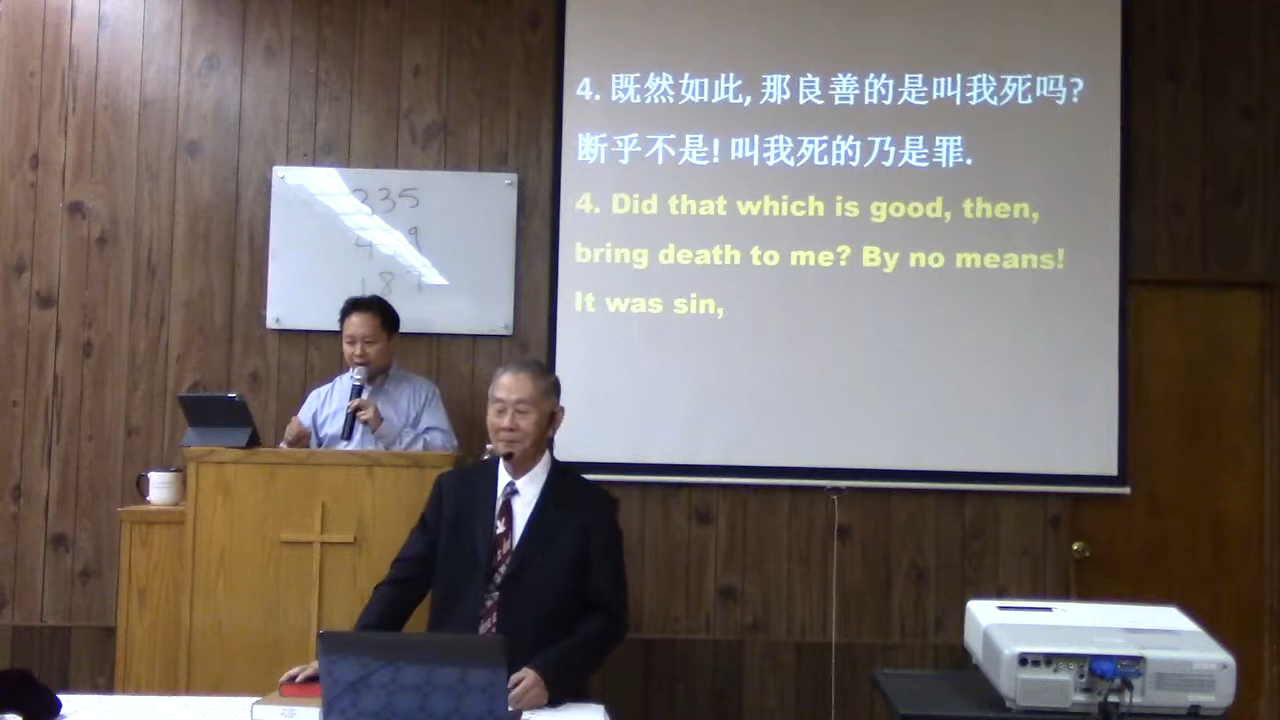 4. 既然如此, 那良善的是叫我死吗?
断乎不是! 叫我死的乃是罪.
4. Did that which is good, then,
bring death to me? By no means!
It was sin,
335
187